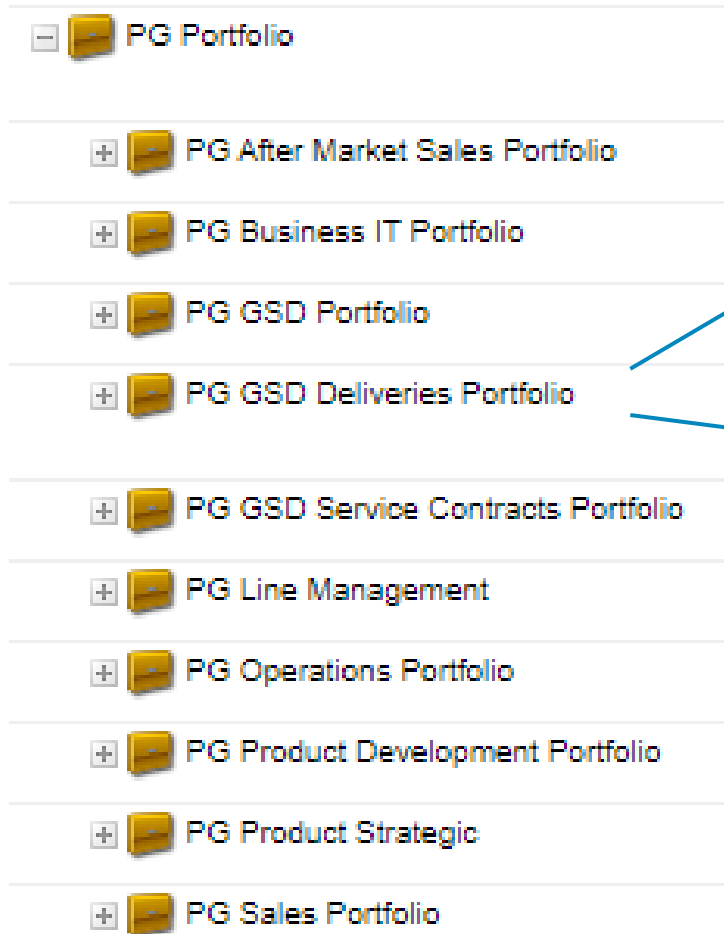 PG Portfolio
PG After Market Sales Portfolio
PG Business IT Portfolio
PG GSD Portfolio
PG GSD Deliveries Portfolio
PG GSD Service Contracts Portfolio
PG Line Management
PG Operations Portfolio
PG Product Development Portfolio
PG Product Strategic
PG Sales Portfolio